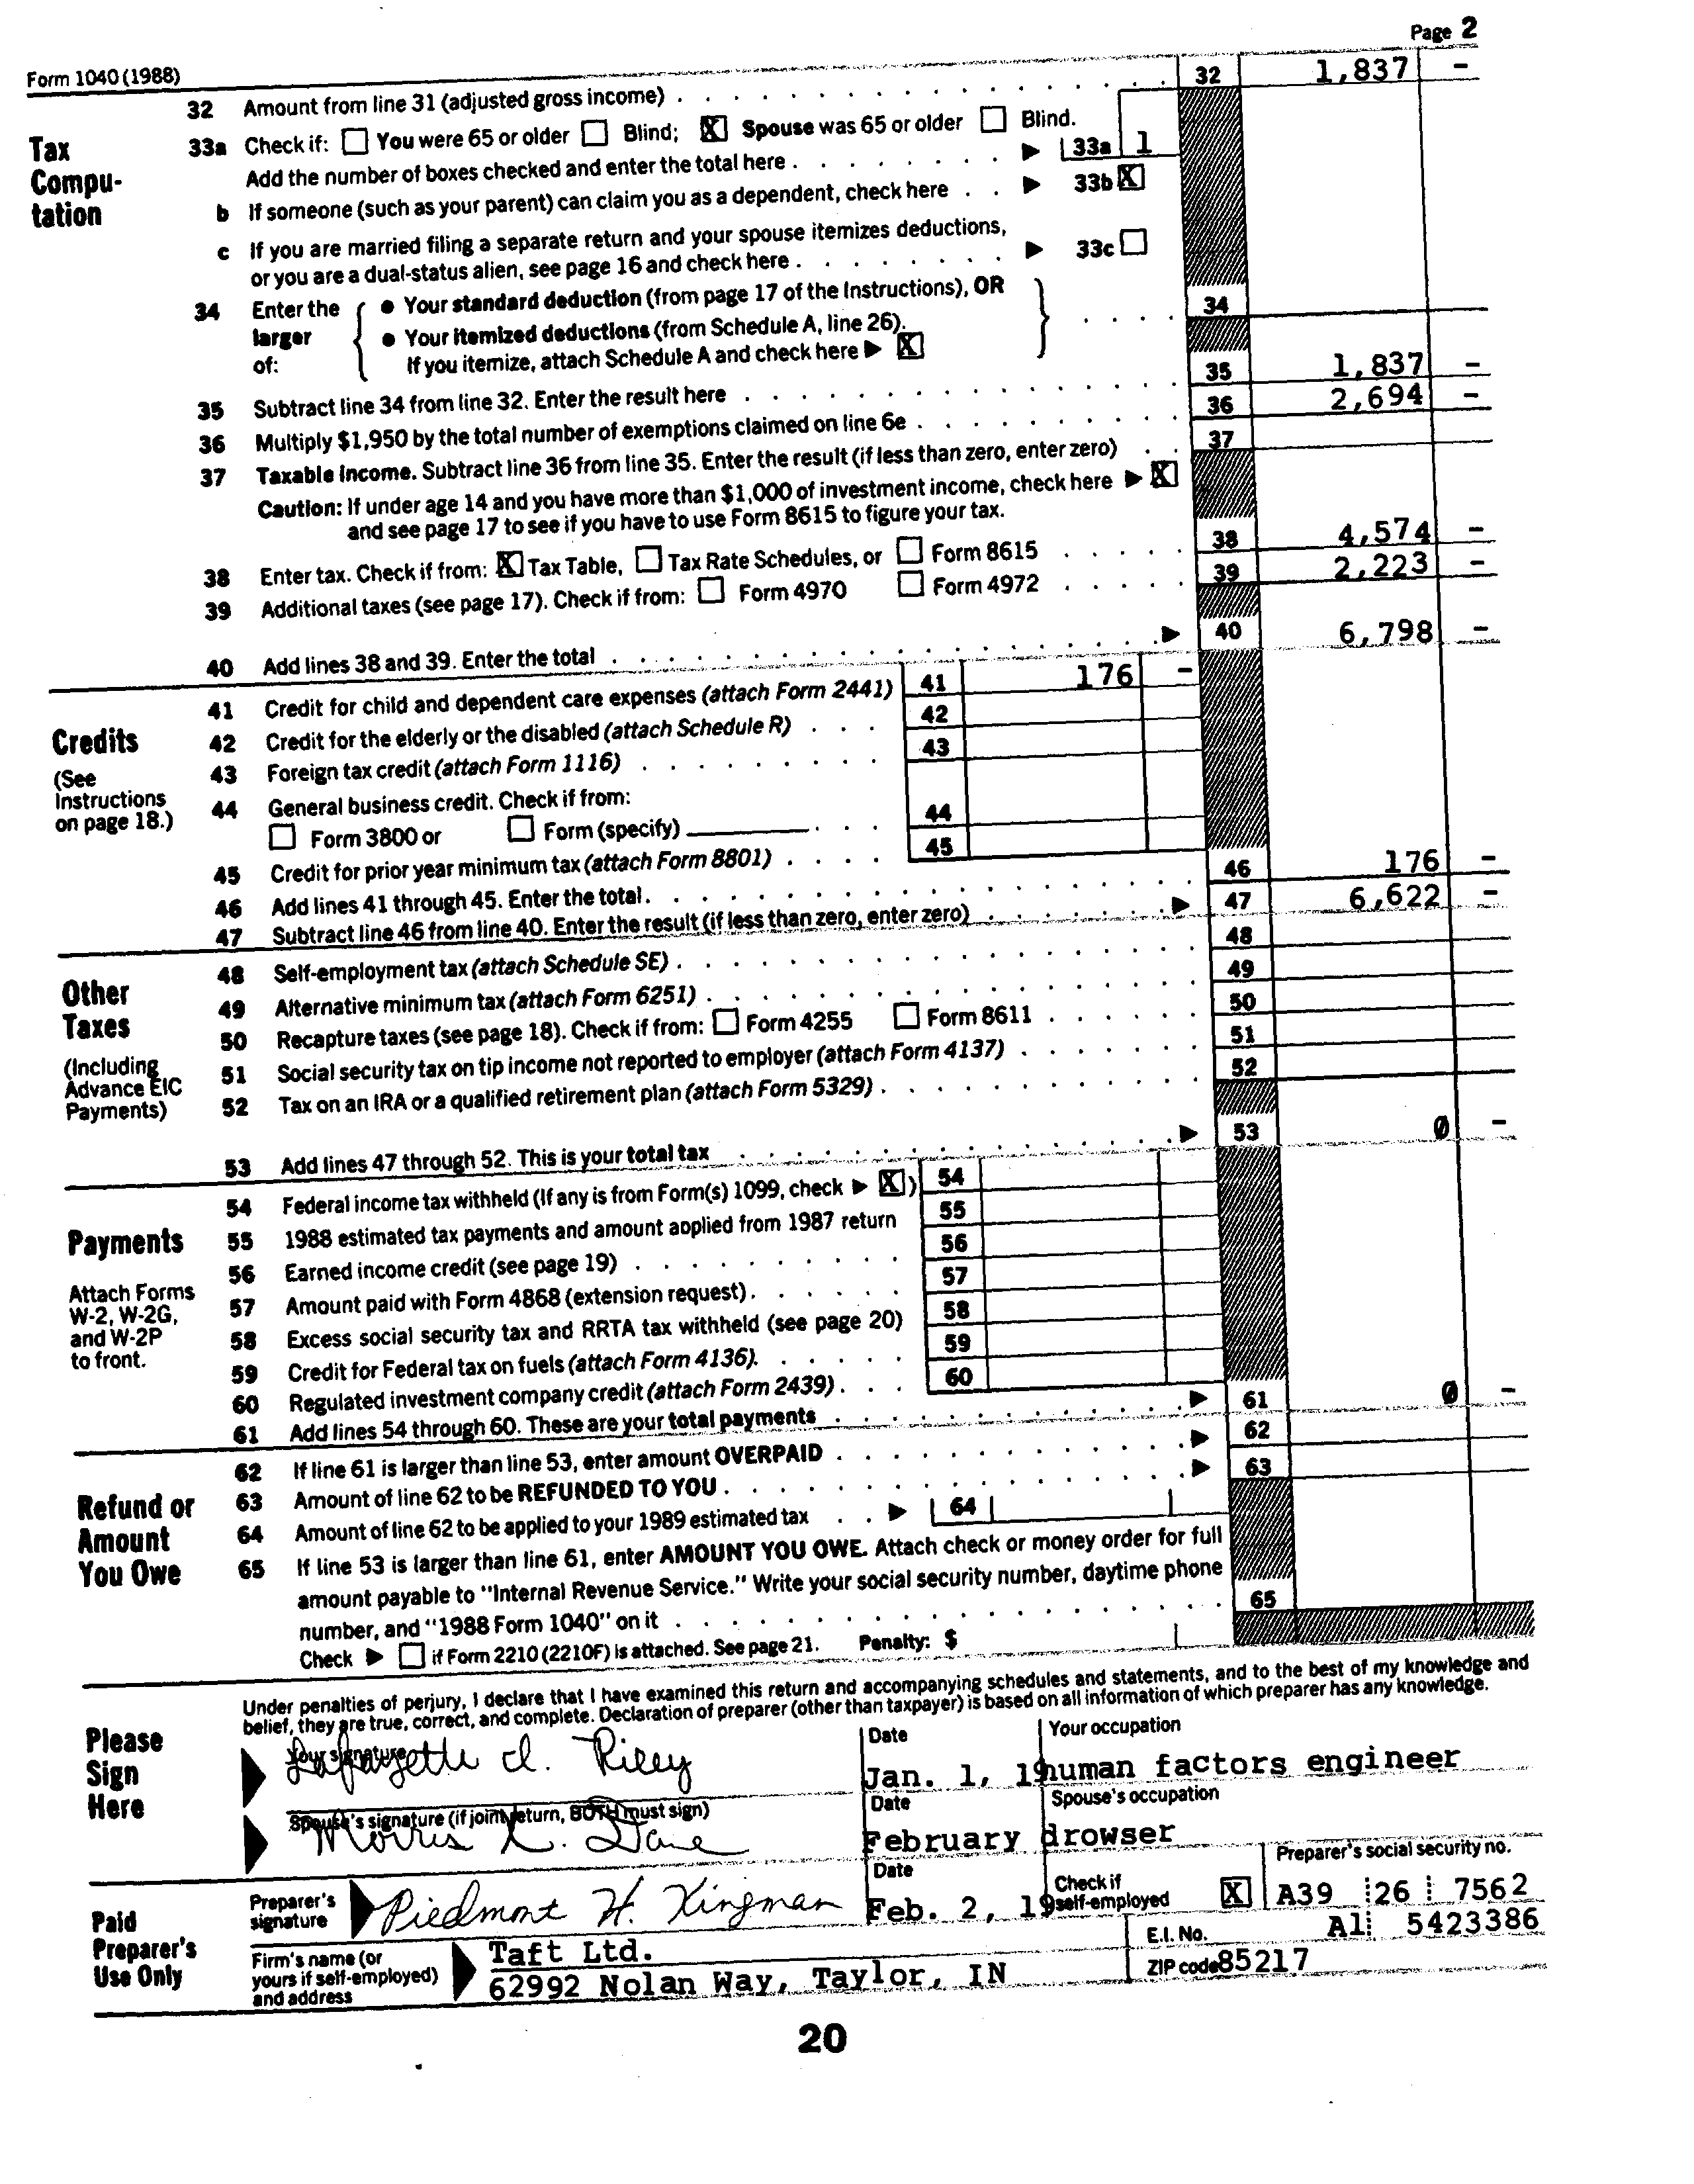 Page 2
Form 1040 (1988)
32 Amount from line 31 (adjusted gross income) . . . 32 1,837 –
Tax Compu-tation
33a Check if: ☐ You were 65 or older ☐ Blind; ☒ Spouse was 65 or older ☐ Blind.
Add the number of boxes checked and enter the total here . . . ▶ 33a 1
b If someone (such as your parent) can claim you as a dependent, check here . . ▶ 33b ☒
c If you are married filing a separate return and your spouse itemizes deductions,
or you are a dual-status alien, see page 16 and check here . . . ▶ 33c ☐
34 Enter the larger of: { ● Your standard deduction (from page 17 of the Instructions), OR
● Your itemized deductions (from Schedule A, line 26).
If you itemize, attach Schedule A and check here ▶ ☒ } . . . . 34
35 Subtract line 34 from line 32. Enter the result here . . . 35 1,837 –
36 Multiply $1,950 by the total number of exemptions claimed on line 6e . . . 36 2,694 –
37 Taxable income. Subtract line 36 from line 35. Enter the result (if less than zero, enter zero) . . 37
Caution: If under age 14 and you have more than $1,000 of investment income, check here ▶ ☒
and see page 17 to see if you have to use Form 8615 to figure your tax.
38 Enter tax. Check if from: ☒ Tax Table, ☐ Tax Rate Schedules, or ☐ Form 8615 . . . . 38 4,574 –
39 Additional taxes (see page 17). Check if from: ☐ Form 4970 ☐ Form 4972 . . . . 39 2,223 –
40 Add lines 38 and 39. Enter the total . . . ▶ 40 6,798 –
Credits
(See Instructions on page 18.)
41 Credit for child and dependent care expenses (attach Form 2441) 41 176 –
42 Credit for the elderly or the disabled (attach Schedule R) . . . 42
43 Foreign tax credit (attach Form 1116) . . . 43
44 General business credit. Check if from:
☐ Form 3800 or ☐ Form (specify) ______ . . . 44
45 Credit for prior year minimum tax (attach Form 8801) . . . . 45
46 Add lines 41 through 45. Enter the total . . . 46 176 –
47 Subtract line 46 from line 40. Enter the result (if less than zero, enter zero) . . . ▶ 47 6,622 –
Other Taxes
(Including Advance EIC Payments)
48 Self-employment tax (attach Schedule SE) . . . 48
49 Alternative minimum tax (attach Form 6251) . . . 49
50 Recapture taxes (see page 18). Check if from: ☐ Form 4255 ☐ Form 8611 . . . 50
51 Social security tax on tip income not reported to employer (attach Form 4137) . . . 51
52 Tax on an IRA or a qualified retirement plan (attach Form 5329) . . . 52
53 Add lines 47 through 52. This is your total tax . . . ▶ 53 0 –
Payments
Attach Forms W-2, W-2G, and W-2P to front.
54 Federal income tax withheld (If any is from Form(s) 1099, check ▶ ☒ ) 54
55 1988 estimated tax payments and amount applied from 1987 return 55
56 Earned income credit (see page 19) . . . 56
57 Amount paid with Form 4868 (extension request) . . . 57
58 Excess social security tax and RRTA tax withheld (see page 20) 58
59 Credit for Federal tax on fuels (attach Form 4136). . . . 59
60 Regulated investment company credit (attach Form 2439) . . . 60
61 Add lines 54 through 60. These are your total payments . . . ▶ 61 0 –
Refund or Amount You Owe
62 If line 61 is larger than line 53, enter amount OVERPAID . . . ▶ 62
63 Amount of line 62 to be REFUNDED TO YOU . . . ▶ 63
64 Amount of line 62 to be applied to your 1989 estimated tax . . ▶ 64
65 If line 53 is larger than line 61, enter AMOUNT YOU OWE. Attach check or money order for full
amount payable to "Internal Revenue Service." Write your social security number, daytime phone
number, and "1988 Form 1040" on it . . . 65
Check ▶ ☐ if Form 2210 (2210F) is attached. See page 21. Penalty: $
Please Sign Here
Under penalties of perjury, I declare that I have examined this return and accompanying schedules and statements, and to the best of my knowledge and
belief, they are true, correct, and complete. Declaration of preparer (other than taxpayer) is based on all information of which preparer has any knowledge.
Your signature Date Your occupation
Lafayette d. Riley Jan. 1, 19 human factors engineer
Spouse's signature (if joint return, BOTH must sign) Date Spouse's occupation
Morris L. Dane February drowser
Paid Preparer's Use Only
Preparer's signature Date Check if self-employed ☒ Preparer's social security no.
Piedmont H. Kingman Feb. 2, 19 A39 26 7562
Firm's name (or yours if self-employed) and address
Taft Ltd. E.I. No. Al 5423386
62992 Nolan Way, Taylor, IN ZIP code 85217
20